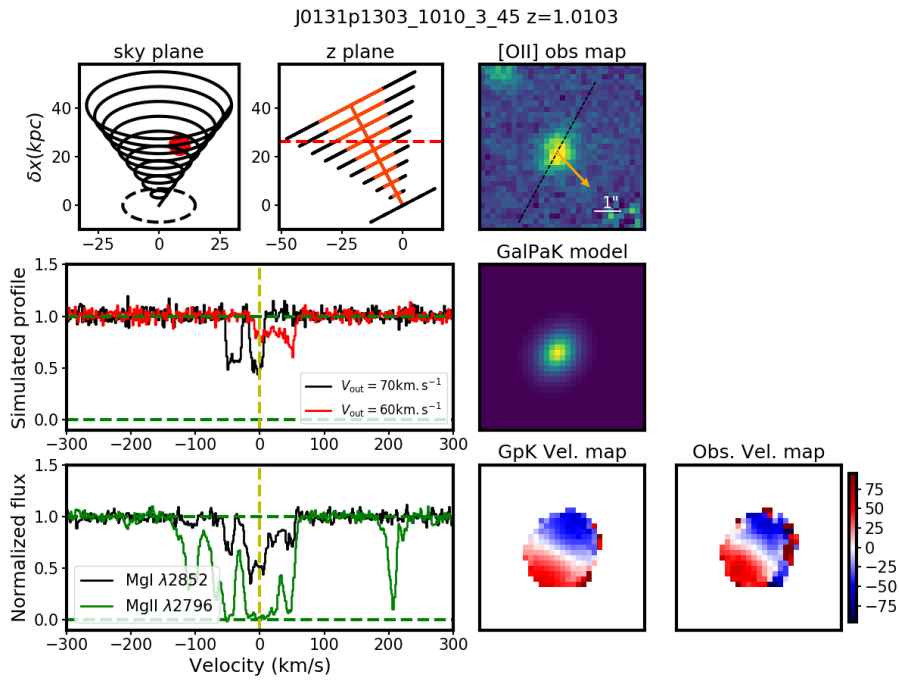 J0131p1303_1010_3_45 z=1.0103
sky plane
z plane
[OII] obs map
δx(kpc)
40
20
0
−25 0 25
−50 −25 0
1"
GalPaK model
Simulated profile
1.5
1.0
0.5
0.0
V_out = 70km.s⁻¹
V_out = 60km.s⁻¹
−300 −200 −100 0 100 200 300
GpK Vel. map
Obs. Vel. map
Normalized flux
1.5
1.0
0.5
0.0
MgI λ2852
MgII λ2796
−300 −200 −100 0 100 200 300
Velocity (km/s)
75
50
25
0
−25
−50
−75